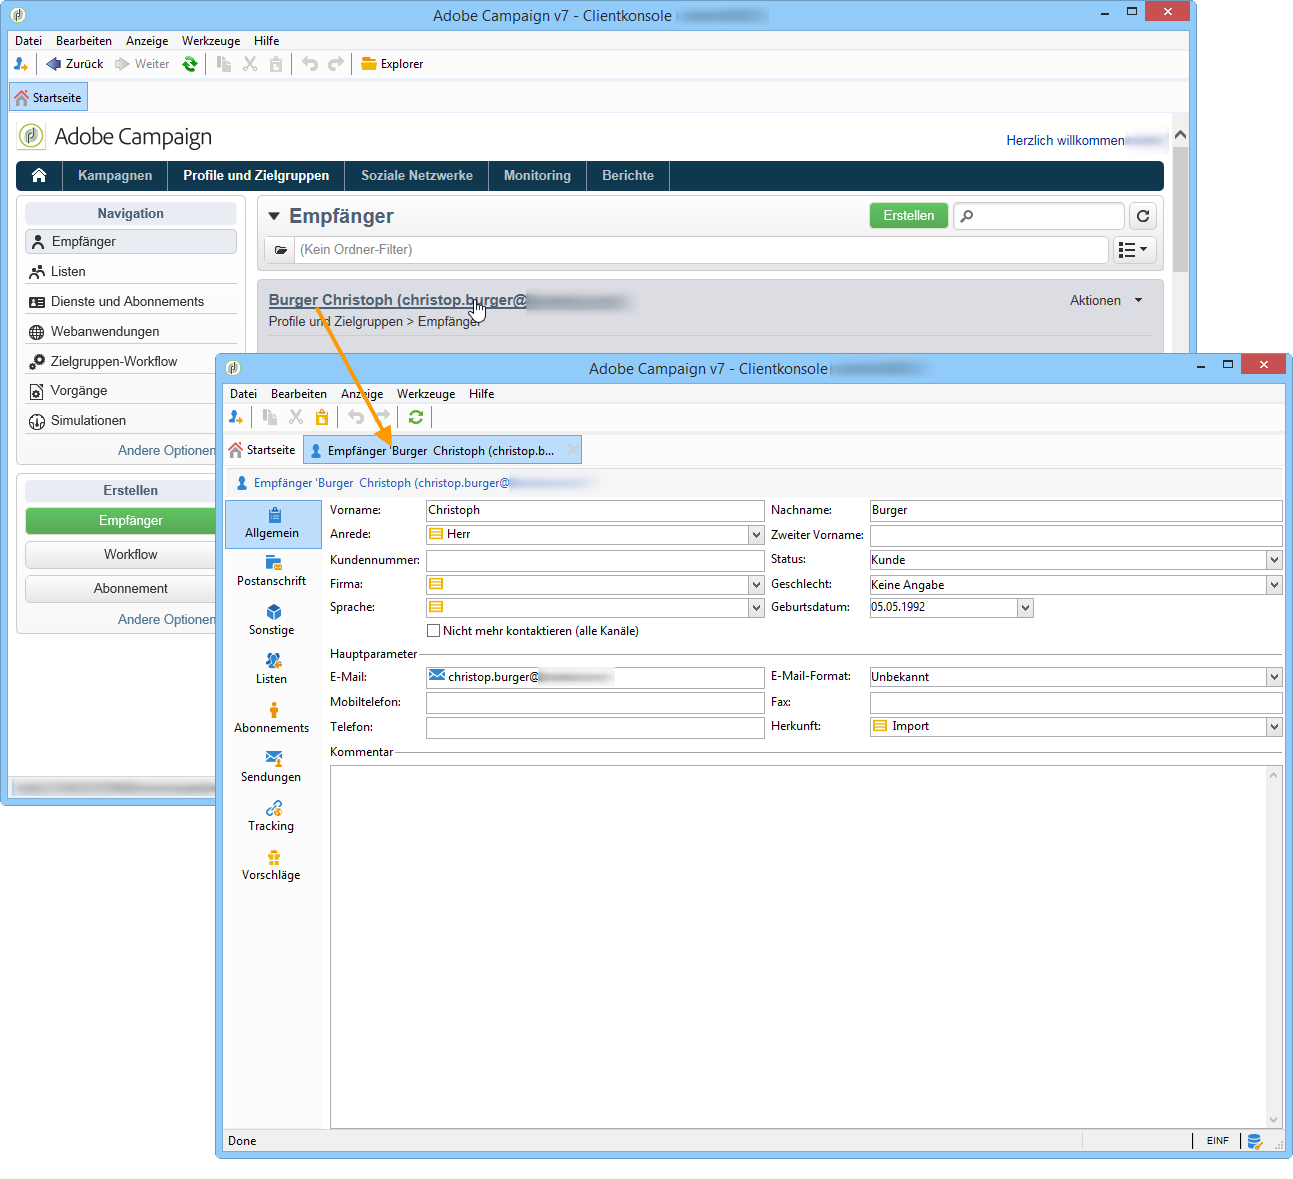 Adobe Campaign v7 - Clientkonsole
Datei Bearbeiten Anzeige Werkzeuge Hilfe
Zurück Weiter Explorer
Startseite
Adobe Campaign
Herzlich willkommen
Kampagnen Profile und Zielgruppen Soziale Netzwerke Monitoring Berichte
Navigation
Empfänger
Listen
Dienste und Abonnements
Webanwendungen
Zielgruppen-Workflow
Vorgänge
Simulationen
Andere Optionen
Erstellen
Empfänger
Workflow
Abonnement
Andere Optionen
Empfänger
Erstellen
(Kein Ordner-Filter)
Burger Christoph (christop.burger@
Aktionen
Profile und Zielgruppen > Empfänger
Adobe Campaign v7 - Clientkonsole
Datei Bearbeiten Anzeige Werkzeuge Hilfe
Startseite Empfänger 'Burger Christoph (christop.b...
Empfänger 'Burger Christoph (christop.burger@
Allgemein
Postanschrift
Sonstige
Listen
Abonnements
Sendungen
Tracking
Vorschläge
Vorname: Christoph Nachname: Burger
Anrede: Herr Zweiter Vorname:
Kundennummer: Status: Kunde
Firma: Geschlecht: Keine Angabe
Sprache: Geburtsdatum: 05.05.1992
Nicht mehr kontaktieren (alle Kanäle)
Hauptparameter
E-Mail: christop.burger@ E-Mail-Format: Unbekannt
Mobiltelefon: Fax:
Telefon: Herkunft: Import
Kommentar
Done EINF